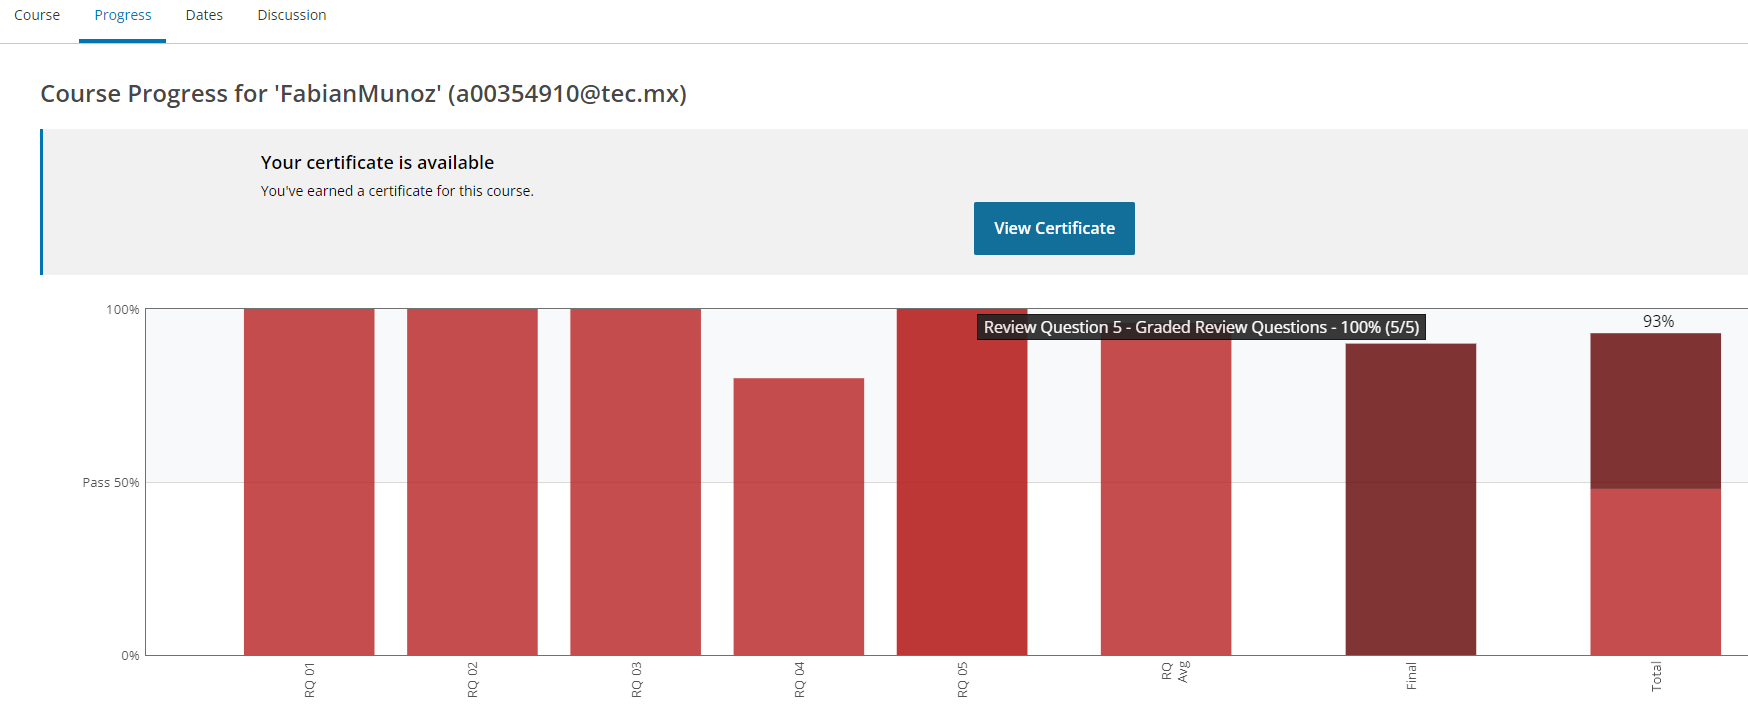 Course Progress Dates Discussion
Course Progress for 'FabianMunoz' (a00354910@tec.mx)
Your certificate is available
You've earned a certificate for this course.
View Certificate
100%
Review Question 5 - Graded Review Questions - 100% (5/5)
93%
Pass 50%
0%
RQ 01
RQ 02
RQ 03
RQ 04
RQ 05
RQ
Avg
Final
Total